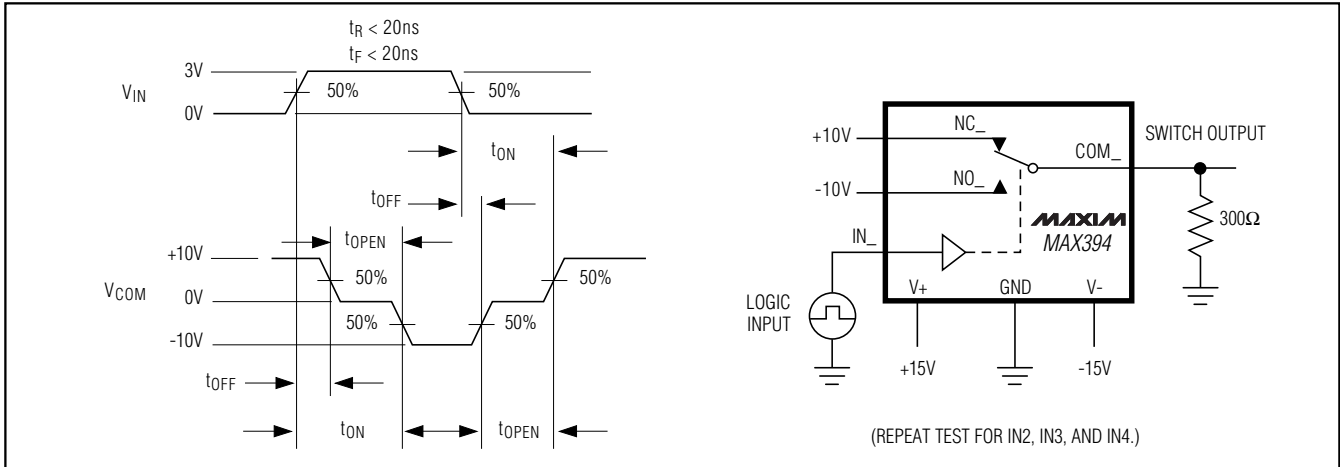 tR < 20ns
tF < 20ns
3V
VIN
50%
50%
0V
tON
tOFF
tOPEN
+10V
50%
50%
VCOM
0V
50%
50%
-10V
tOFF
tON
tOPEN
NC_
+10V
COM_
SWITCH OUTPUT
NO_
-10V
MAXIM
MAX394
300Ω
IN_
V+
GND
V-
LOGIC
INPUT
+15V
-15V
(REPEAT TEST FOR IN2, IN3, AND IN4.)